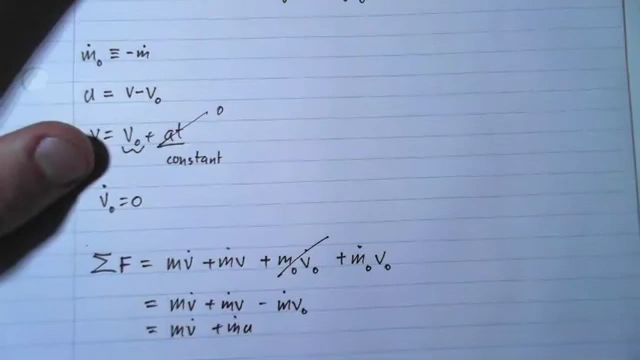 ṁ₀ ≡ -ṁ
u = v-v₀
v = v₀ + at 0
constant
v̇₀ = 0
ΣF = mv̇ + ṁv + m₀v̇₀ + ṁ₀v₀
= mv̇ + ṁv - ṁv₀
= mv̇ + ṁu